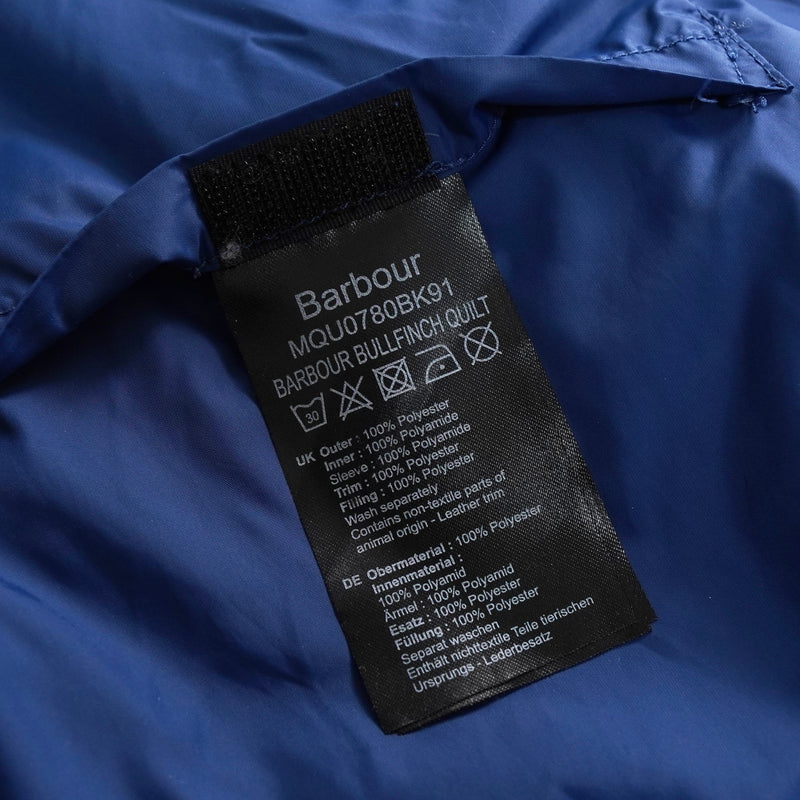 Barbour
MQU0780BK91
BARBOUR BULLFINCH QUILT
30
UK Outer : 100% Polyester
Inner : 100% Polyamide
Sleeve : 100% Polyamide
Trim : 100% Polyester
Filling : 100% Polyester
Wash separately
Contains non-textile parts of
animal origin - Leather trim
DE Obermaterial : 100% Polyester
Innenmaterial :
100% Polyamid
Ärmel : 100% Polyamid
Esatz : 100% Polyester
Füllung : 100% Polyester
Separat waschen
Enthält nichttextile Teile tierischen
Ursprungs - Lederbesatz